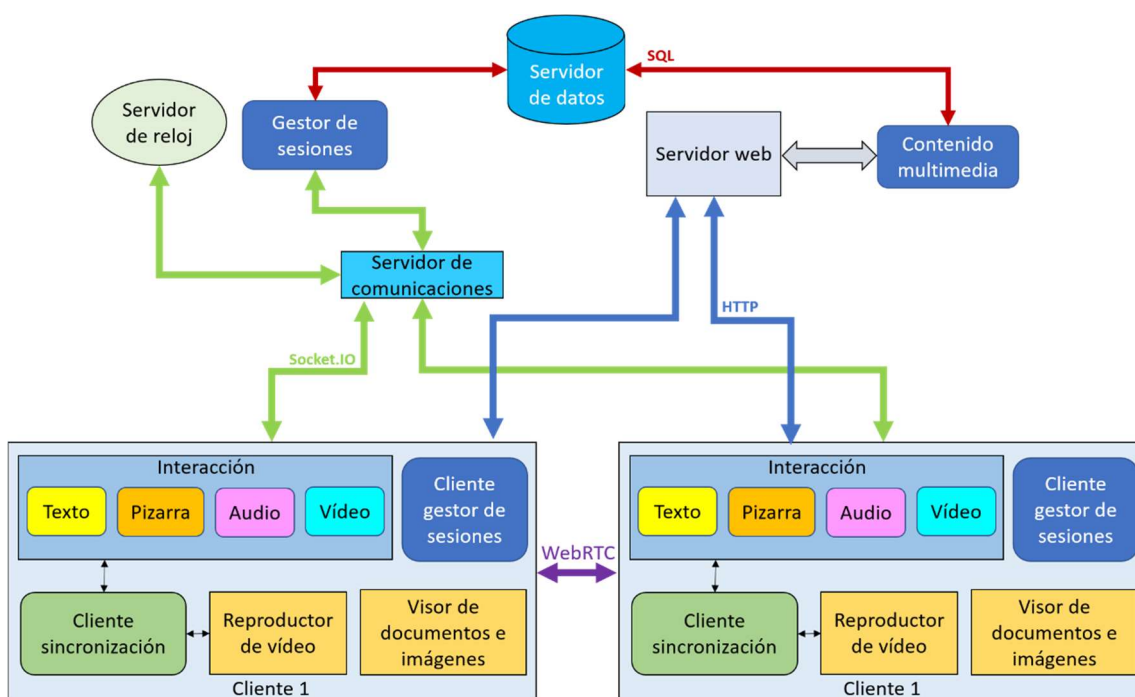 SQL
Servidor
de datos
Servidor
de reloj
Gestor de
sesiones
Servidor web
Contenido
multimedia
Servidor de
comunicaciones
HTTP
Socket.IO
Interacción
Texto
Pizarra
Audio
Vídeo
Cliente
gestor de
sesiones
Cliente
sincronización
Reproductor
de vídeo
Visor de
documentos e
imágenes
Cliente 1
WebRTC
Interacción
Texto
Pizarra
Audio
Vídeo
Cliente
gestor de
sesiones
Cliente
sincronización
Reproductor
de vídeo
Visor de
documentos e
imágenes
Cliente 1